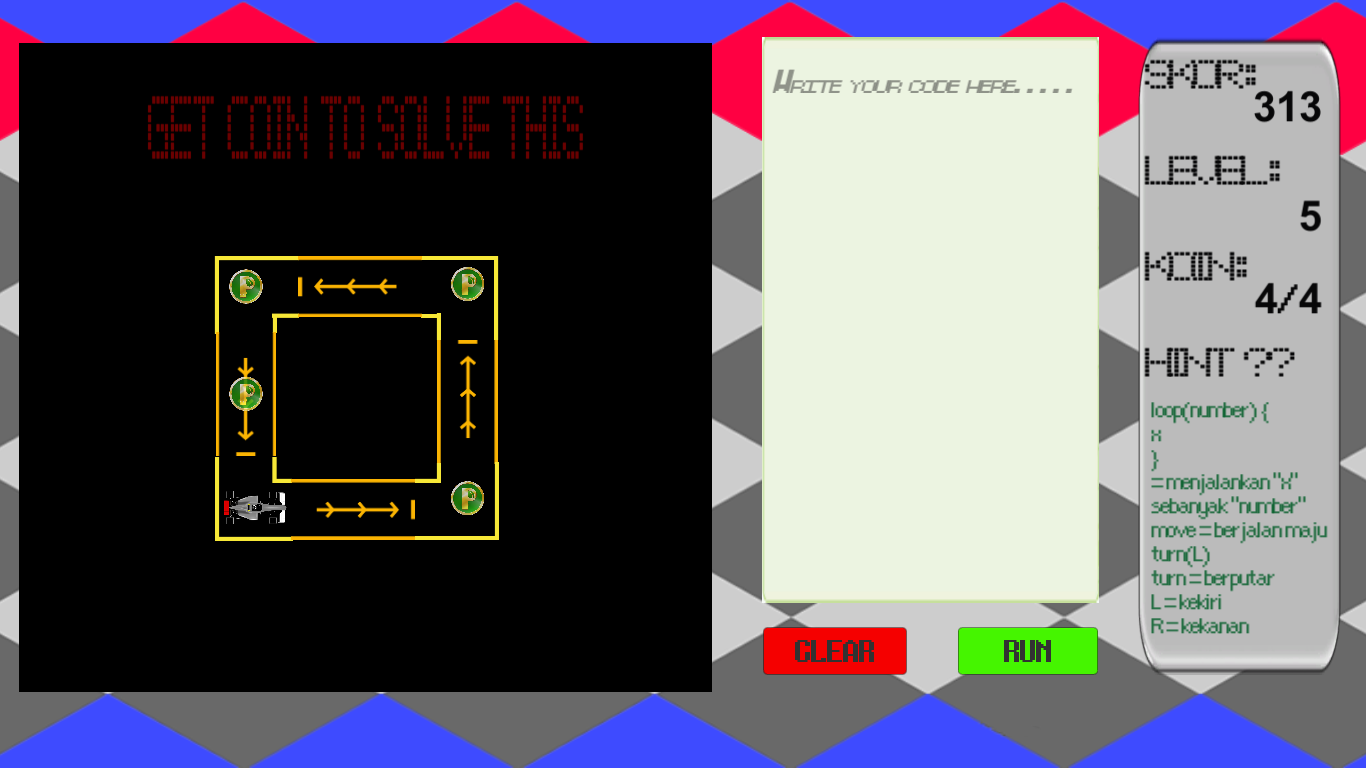 GET COIN TO SOLVE THIS
P
P
P
P
Write your code here.....
CLEAR
RUN
SKOR:
313
LEVEL:
5
KOIN:
4/4
HINT ??
loop(number) {
x
}
=menjalankan "x"
sebanyak "number"
move=berjalan maju
turn(L)
turn=berputar
L=kekiri
R=kekanan